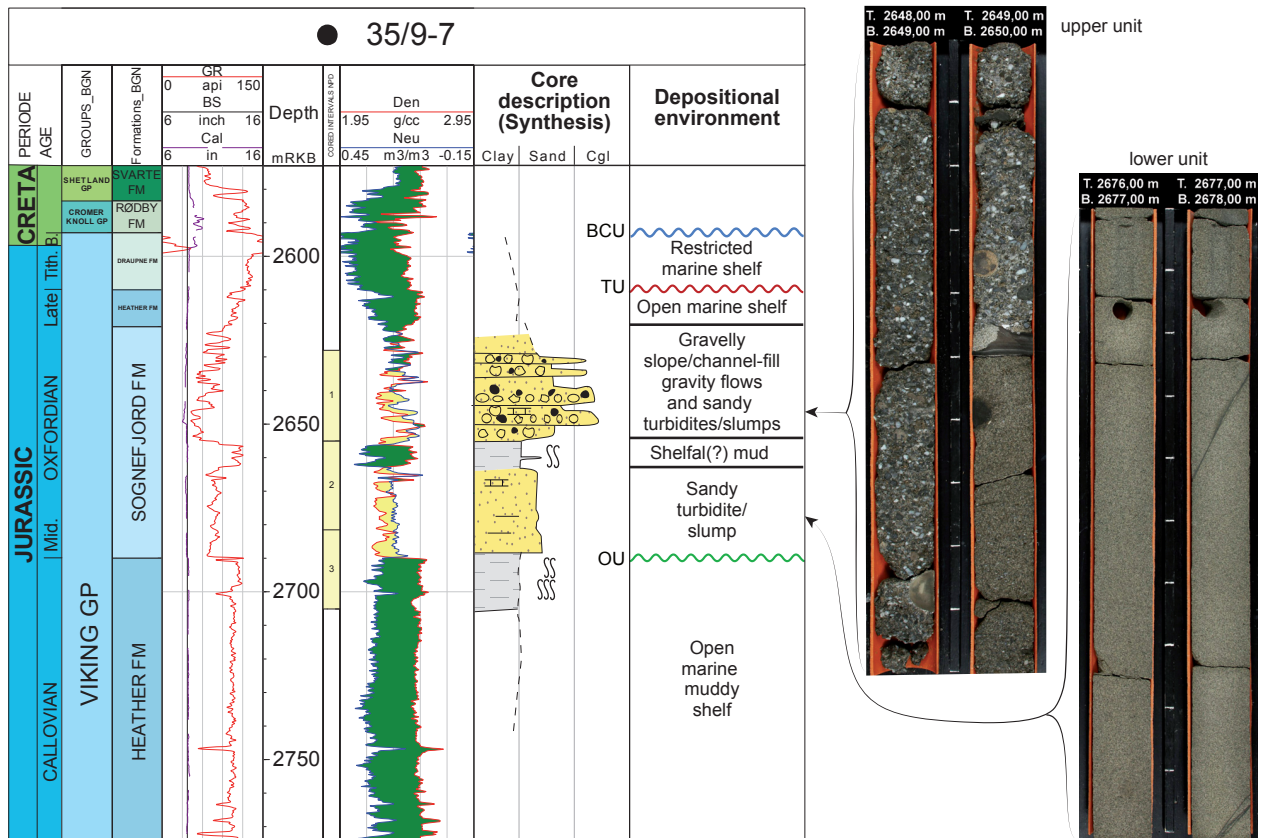 35/9-7
PERIODE
AGE
GROUPS_BGN
Formations_BGN
GR
0 api 150
BS
6 inch 16
Cal
6 in 16
Depth
mRKB
CORED INTERVALS NPD
Den
1.95 g/cc 2.95
Neu
0.45 m3/m3 -0.15
Core
description
(Synthesis)
Clay Sand Cgl
Depositional
environment
CRETA
JURASSIC
B.
Tith.
Late
OXFORDIAN
Mid.
CALLOVIAN
SHETLAND
GP
CROMER
KNOLL GP
VIKING GP
SVARTE
FM
RØDBY
FM
DRAUPNE FM
HEATHER FM
SOGNEFJORD FM
HEATHER FM
2600
2650
2700
2750
1
2
3
BCU
Restricted
marine shelf
TU
Open marine shelf
Gravelly
slope/channel-fill
gravity flows
and sandy
turbidites/slumps
Shelfal(?) mud
Sandy
turbidite/
slump
OU
Open
marine
muddy
shelf
T. 2648,00 m T. 2649,00 m
B. 2649,00 m B. 2650,00 m
upper unit
lower unit
T. 2676,00 m T. 2677,00 m
B. 2677,00 m B. 2678,00 m